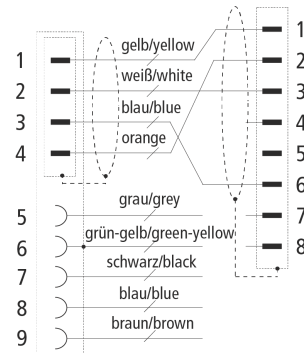 1 gelb/yellow 1
2 weiß/white 2
3 blau/blue 3
4 orange 4
5
6
5 grau/grey 7
6 grün-gelb/green-yellow 8
7 schwarz/black
8 blau/blue
9 braun/brown